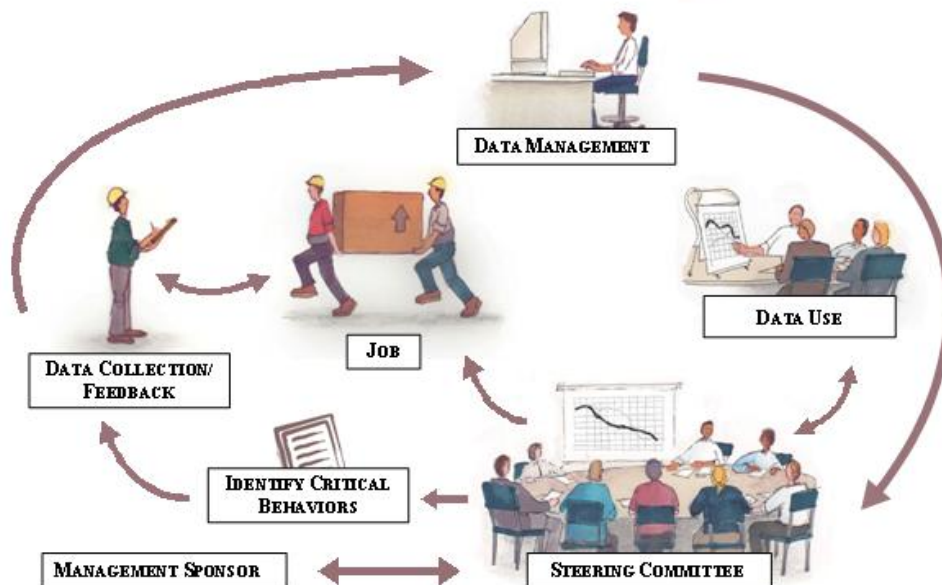 DATA MANAGEMENT
DATA USE
JOB
DATA COLLECTION/
FEEDBACK
IDENTIFY CRITICAL
BEHAVIORS
MANAGEMENT SPONSOR
STEERING COMMITTEE